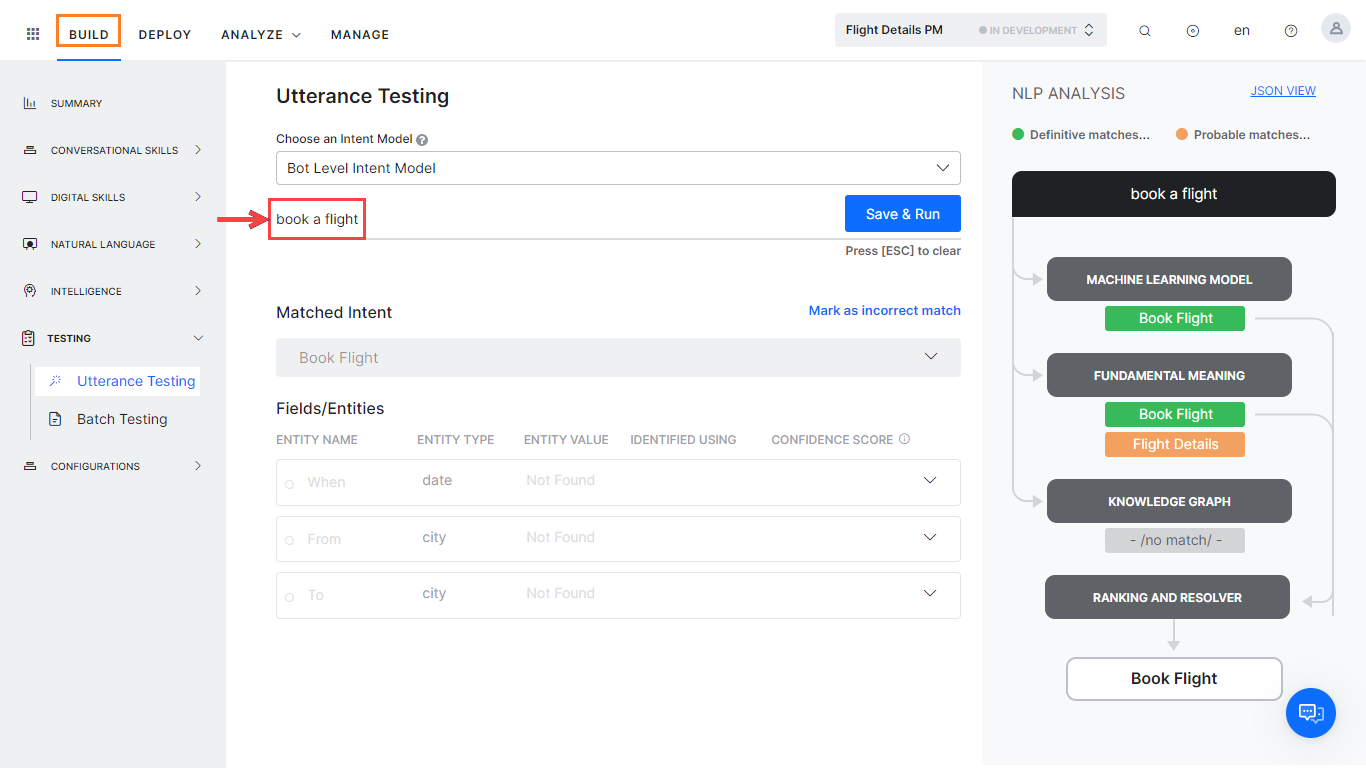 BUILD DEPLOY ANALYZE MANAGE
Flight Details PM IN DEVELOPMENT
en
SUMMARY
CONVERSATIONAL SKILLS
DIGITAL SKILLS
NATURAL LANGUAGE
INTELLIGENCE
TESTING
Utterance Testing
Batch Testing
CONFIGURATIONS
Utterance Testing
Choose an Intent Model ?
Bot Level Intent Model
book a flight
Save & Run
Press [ESC] to clear
Matched Intent
Mark as incorrect match
Book Flight
Fields/Entities
ENTITY NAME ENTITY TYPE ENTITY VALUE IDENTIFIED USING CONFIDENCE SCORE
When date Not Found
From city Not Found
To city Not Found
NLP ANALYSIS
JSON VIEW
Definitive matches... Probable matches...
book a flight
MACHINE LEARNING MODEL
Book Flight
FUNDAMENTAL MEANING
Book Flight
Flight Details
KNOWLEDGE GRAPH
- /no match/ -
RANKING AND RESOLVER
Book Flight